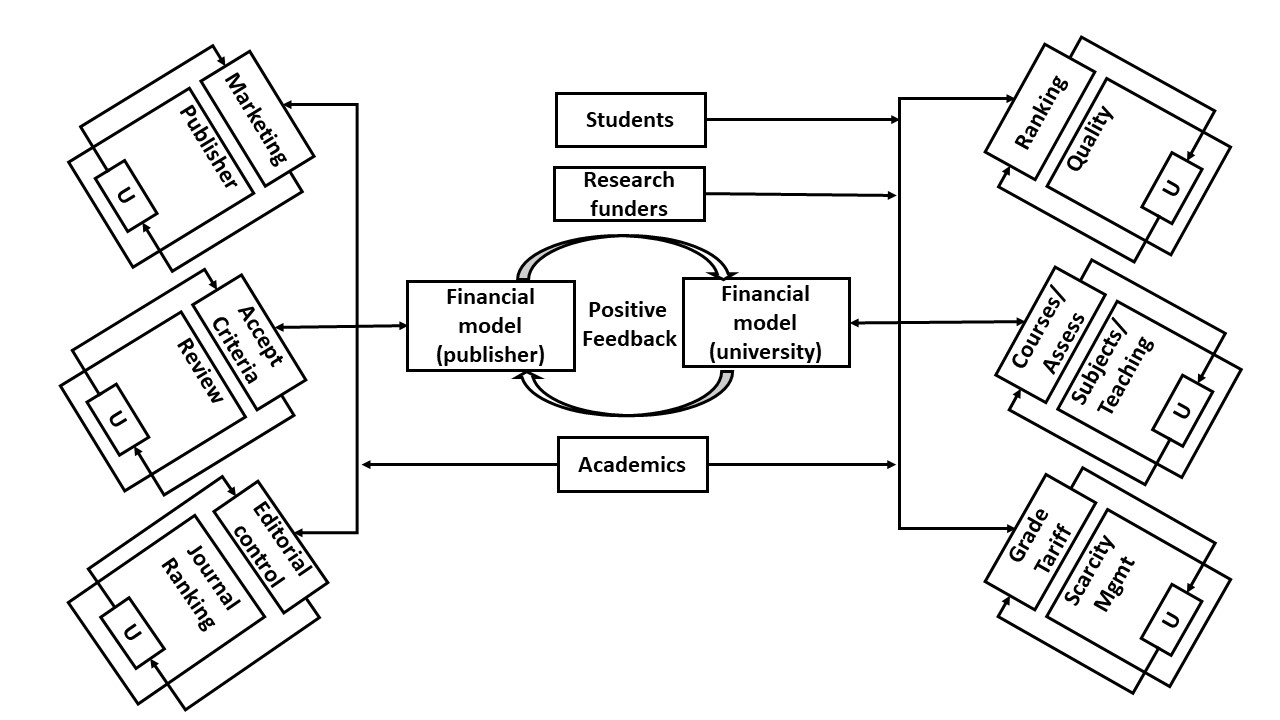 Marketing
Publisher
U
Accept
Criteria
Review
U
Editorial
control
Journal
Ranking
U
Students
Research
funders
Financial
model
(publisher)
Positive
Feedback
Financial
model
(university)
Academics
Ranking
Quality
U
Courses/
Assess
Subjects/
Teaching
U
Grade
Tariff
Scarcity
Mgmt
U